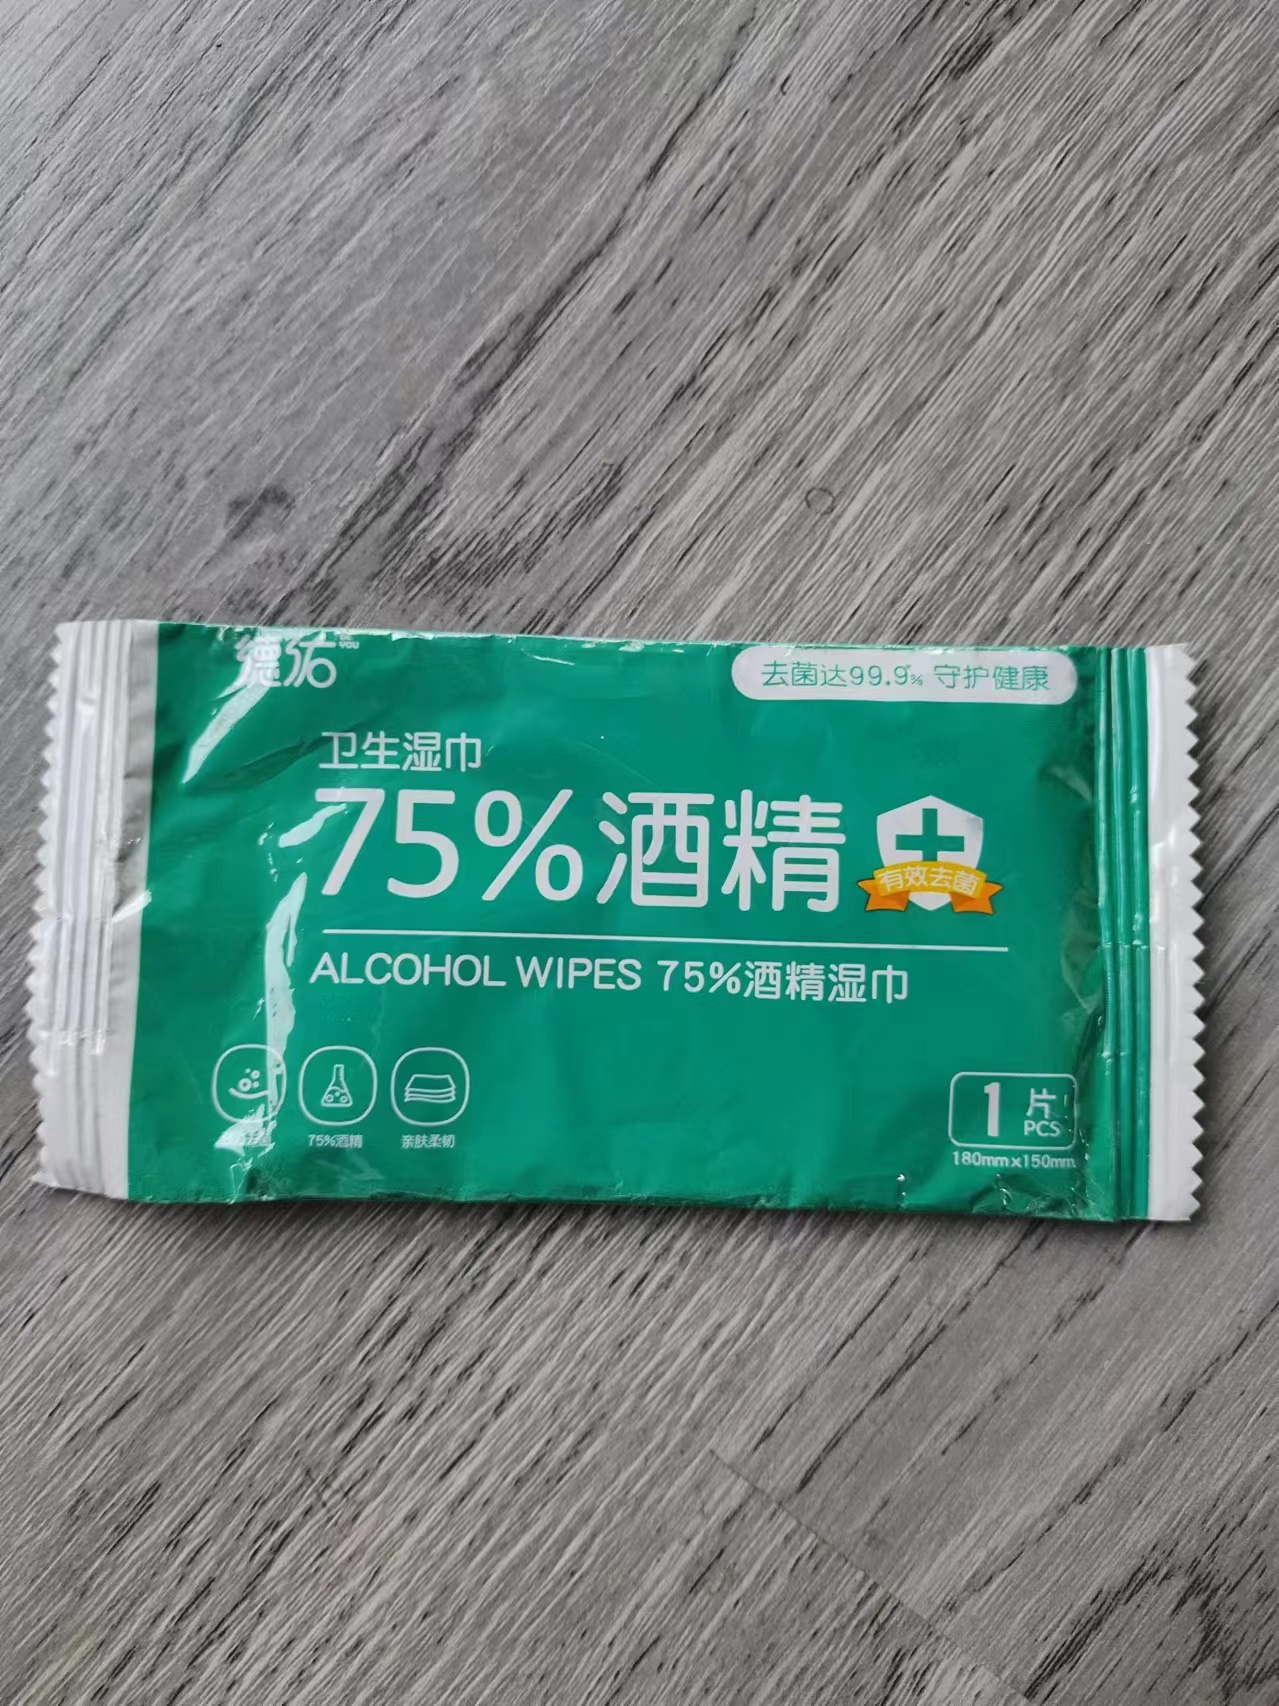 德佑
YOU
去菌达99.9% 守护健康
卫生湿巾
75%酒精
有效去菌
ALCOHOL WIPES 75%酒精湿巾
75%酒精
亲肤柔韧
1片
PCS
180mm×150mm